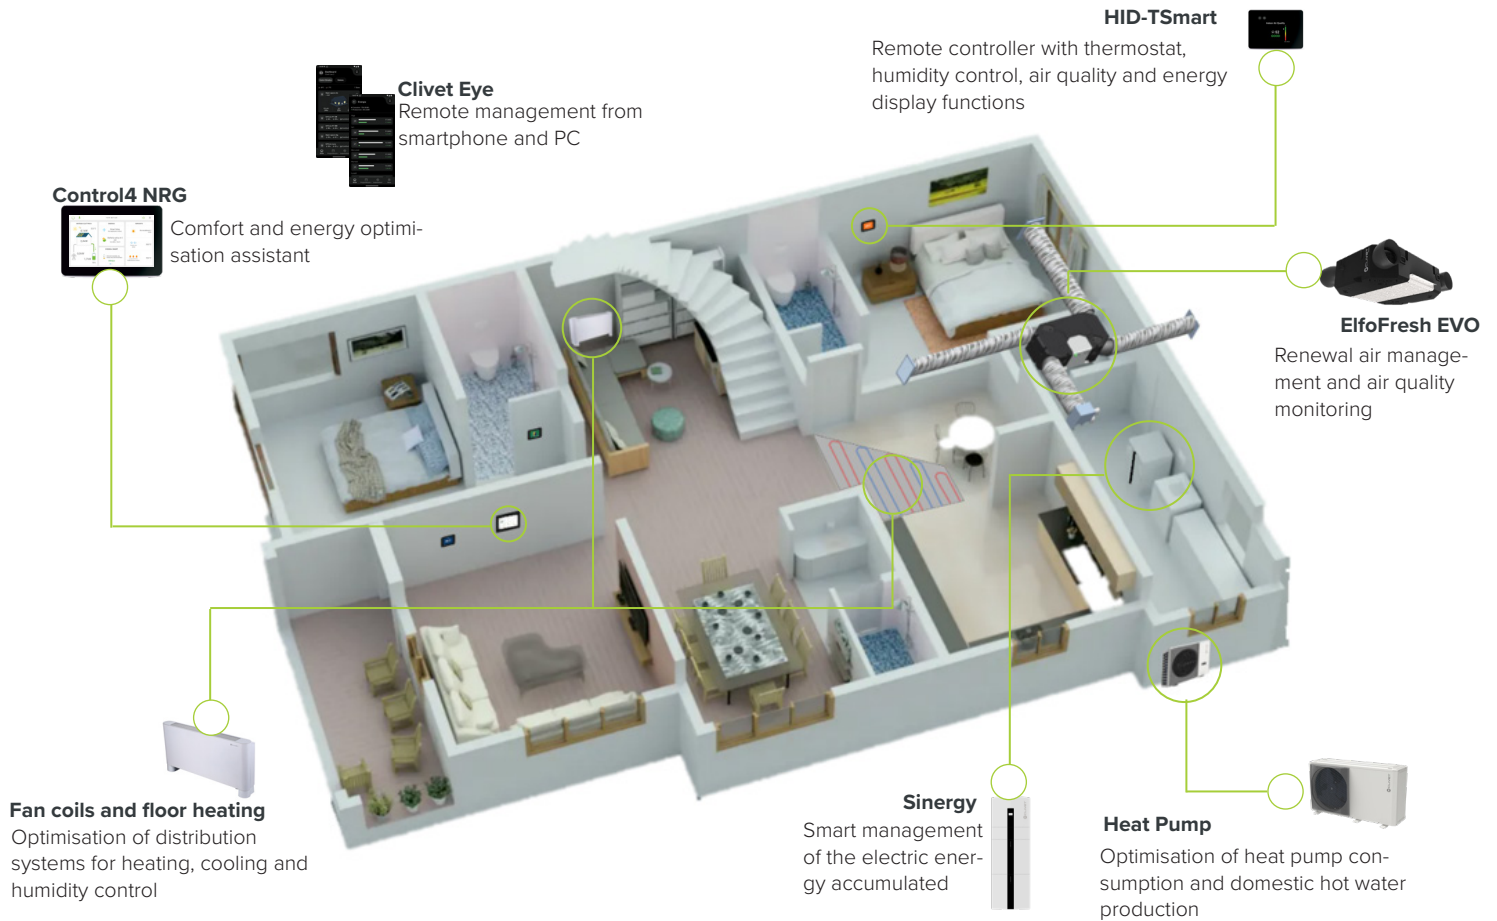 HID-TSmart
Remote controller with thermostat,
humidity control, air quality and energy
display functions
Clivet Eye
Remote management from
smartphone and PC
Control4 NRG
Comfort and energy optimi-
sation assistant
ElfoFresh EVO
Renewal air manage-
ment and air quality
monitoring
Fan coils and floor heating
Optimisation of distribution
systems for heating, cooling and
humidity control
Sinergy
Smart management
of the electric ener-
gy accumulated
Heat Pump
Optimisation of heat pump con-
sumption and domestic hot water
production